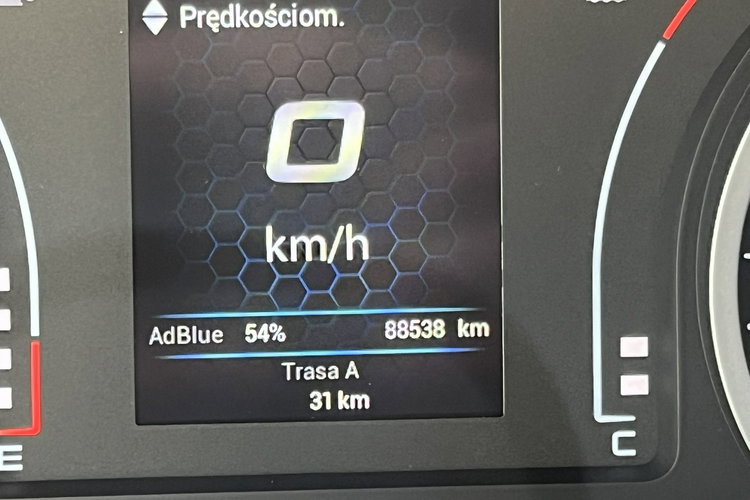 Prędkościom.
0
km/h
AdBlue 54% 88538 km
Trasa A
31 km
E
C